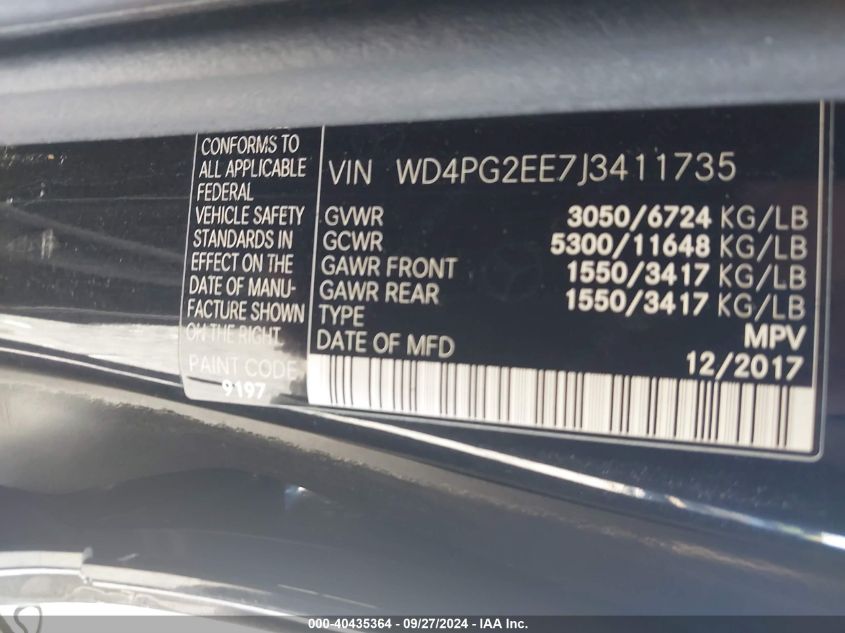 CONFORMS TO
ALL APPLICABLE
FEDERAL
VEHICLE SAFETY
STANDARDS IN
EFFECT ON THE
DATE OF MANU-
FACTURE SHOWN
ON THE RIGHT
PAINT CODE
9197
VIN WD4PG2EE7J3411735
GVWR 3050/6724 KG/LB
GCWR 5300/11648 KG/LB
GAWR FRONT 1550/3417 KG/LB
GAWR REAR 1550/3417 KG/LB
TYPE MPV
DATE OF MFD 12/2017
000-40435364 - 09/27/2024 - IAA Inc.